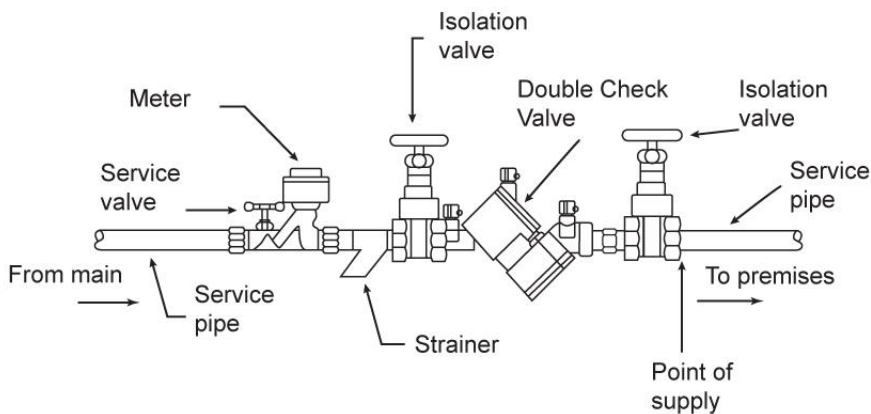 Isolation
valve
Meter
Double Check
Valve
Isolation
valve
Service
valve
Service
pipe
From main
Service
pipe
Strainer
To premises
Point of
supply